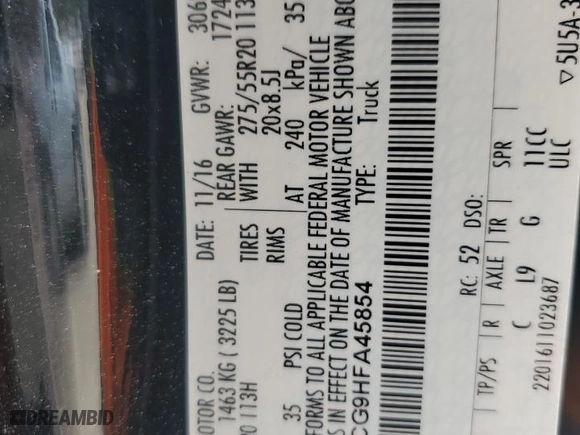 OTOR CO.
DATE: 11/16 GVWR: 306
1463 KG ( 3225 LB) REAR GAWR: 1724
113H TIRES WITH 275/55R20 113
RIMS 20x8.5J
35 PSI COLD AT 240 kPa/ 35
FORMS TO ALL APPLICABLE FEDERAL MOTOR VEHICLE
S IN EFFECT ON THE DATE OF MANUFACTURE SHOWN ABO
CG9HFA45854 TYPE: Truck
RC: 52 DSO:
TP/PS R AXLE TR SPR
C L9 G 11CC
2201611023687 ULC
▽5U5A-3
DREAMBID